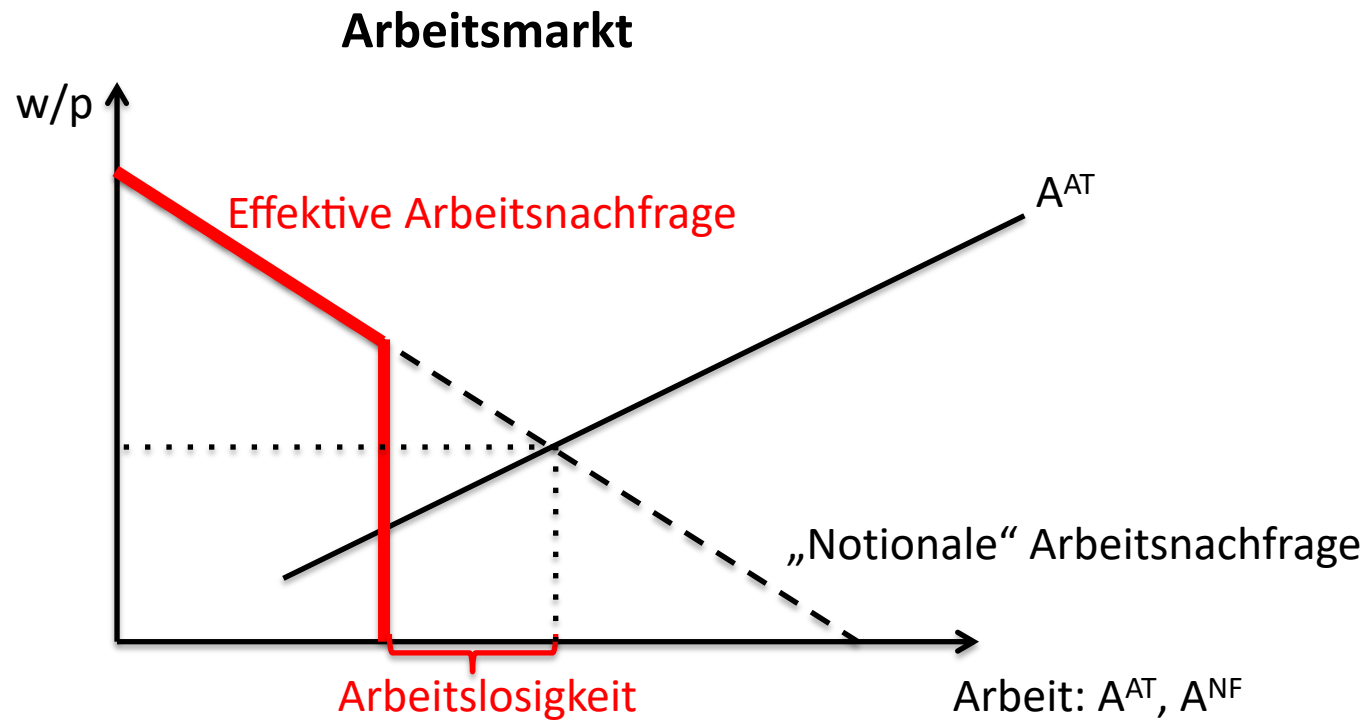 Arbeitsmarkt
w/p
Effektive Arbeitsnachfrage
A^AT
„Notionale“ Arbeitsnachfrage
Arbeitslosigkeit
Arbeit: A^AT, A^NF